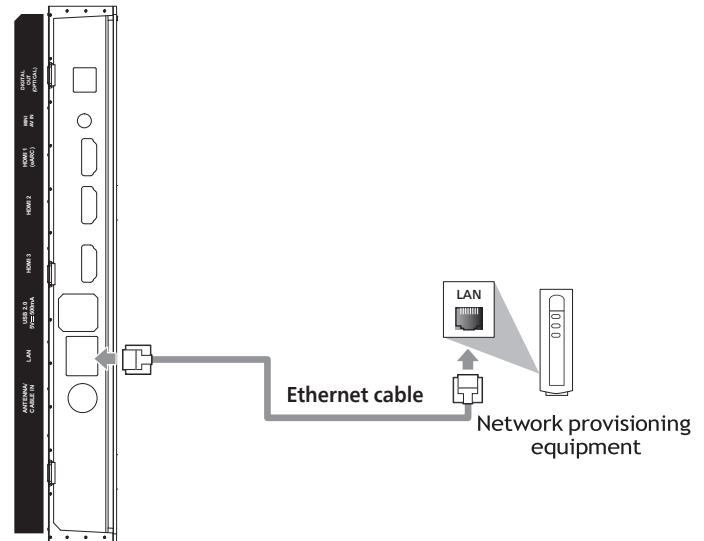 DIGITAL
OUT
(OPTICAL)
MINI
AV IN
HDMI 1
(eARC)
HDMI 2
HDMI 3
USB 2.0
5V⎓500mA
LAN
ANTENNA/
CABLE IN
LAN
Ethernet cable
Network provisioning
equipment